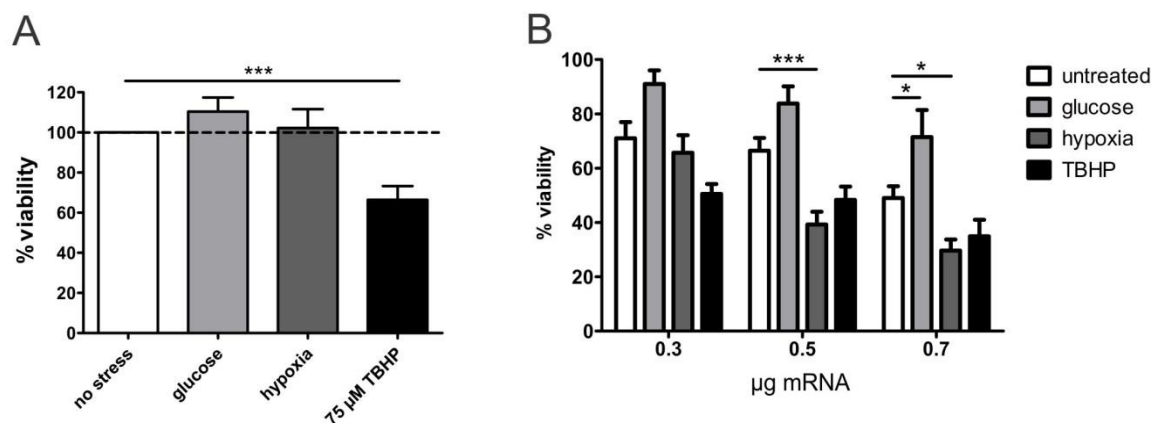 A
***
120
100
80
60
40
20
0
% viability
no stress
glucose
hypoxia
75 µM TBHP
B
100
80
60
40
20
0
% viability
***
*
*
0.3
0.5
0.7
µg mRNA
untreated
glucose
hypoxia
TBHP